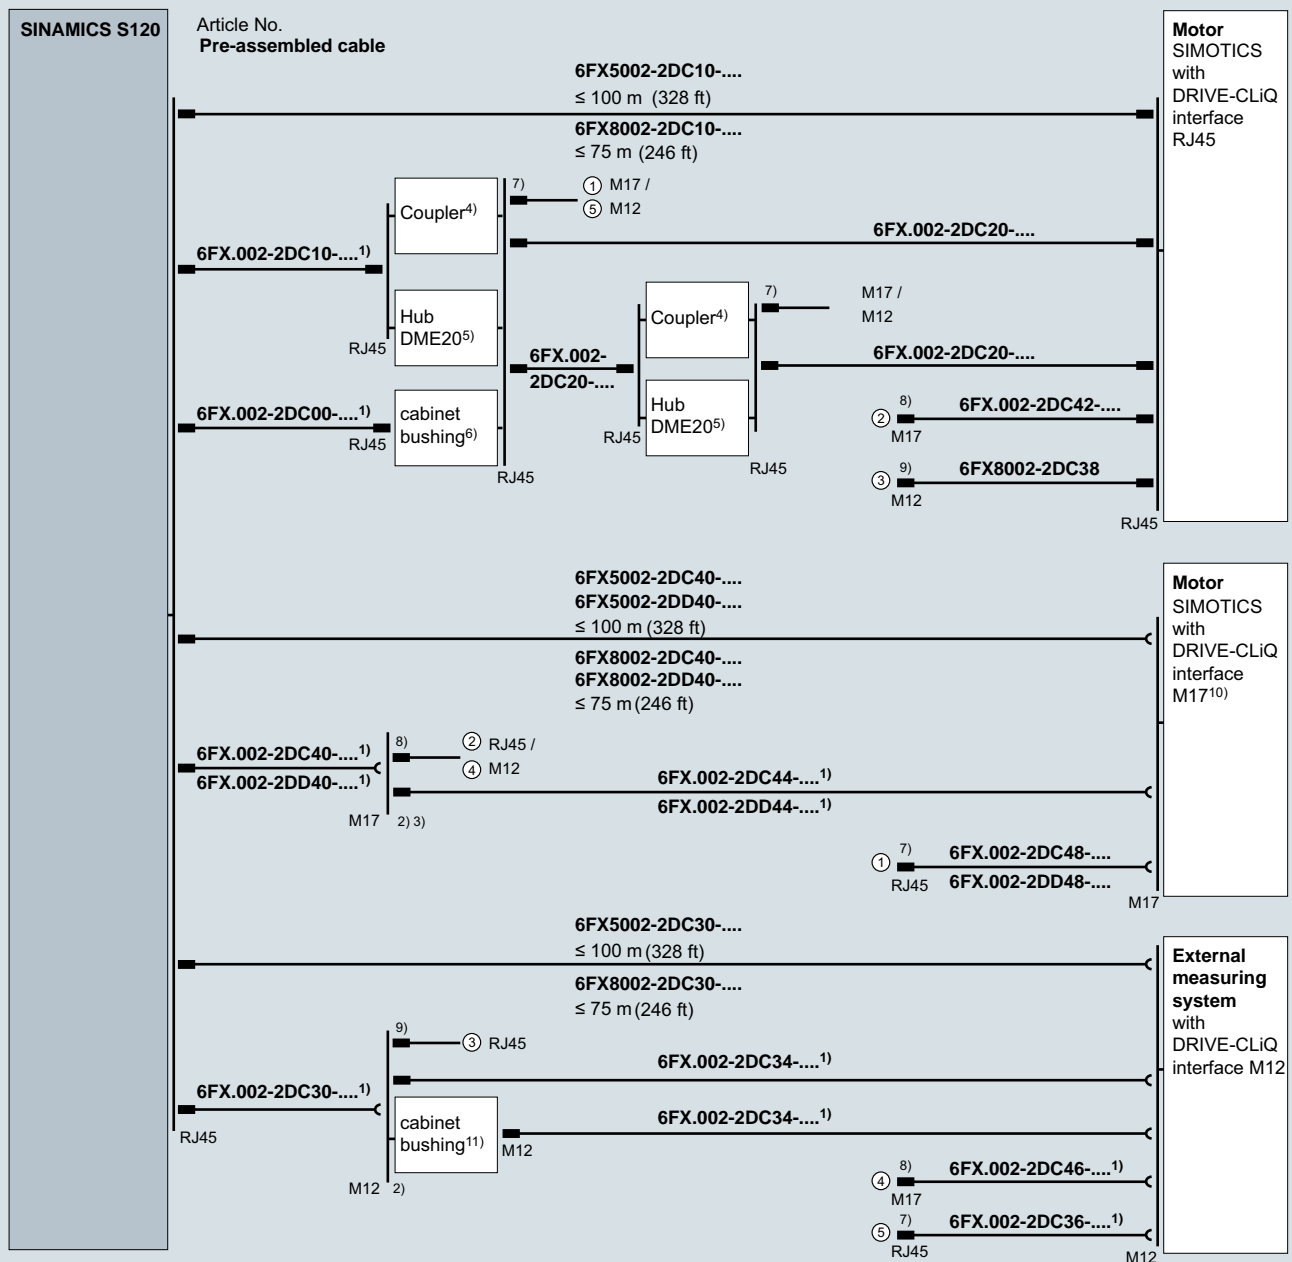 SINAMICS S120
Article No.
Pre-assembled cable
6FX5002-2DC10-....
≤ 100 m (328 ft)
6FX8002-2DC10-....
≤ 75 m (246 ft)
Motor
SIMOTICS
with
DRIVE-CLiQ
interface
RJ45
7)
1 M17 /
5 M12
Coupler4)
6FX.002-2DC20-....
6FX.002-2DC10-....1)
Hub
DME205)
RJ45
7)
M17 /
M12
Coupler4)
6FX.002-
2DC20-....
6FX.002-2DC20-....
6FX.002-2DC00-....1)
RJ45
cabinet
bushing6)
RJ45
Hub
DME205)
RJ45
RJ45
8)
2
M17
6FX.002-2DC42-....
9)
3
M12
6FX8002-2DC38
RJ45
6FX5002-2DC40-....
6FX5002-2DD40-....
≤ 100 m (328 ft)
6FX8002-2DC40-....
6FX8002-2DD40-....
≤ 75 m (246 ft)
Motor
SIMOTICS
with
DRIVE-CLiQ
interface
M1710)
6FX.002-2DC40-....1)
6FX.002-2DD40-....1)
8)
2 RJ45 /
4 M12
6FX.002-2DC44-....1)
6FX.002-2DD44-....1)
M17 2) 3)
7)
1
RJ45
6FX.002-2DC48-....
6FX.002-2DD48-....
M17
6FX5002-2DC30-....
≤ 100 m (328 ft)
6FX8002-2DC30-....
≤ 75 m (246 ft)
External
measuring
system
with
DRIVE-CLiQ
interface M12
9)
3 RJ45
6FX.002-2DC34-....1)
6FX.002-2DC30-....1)
RJ45
cabinet
bushing11)
M12
6FX.002-2DC34-....1)
M12 2)
8)
4
M17
6FX.002-2DC46-....1)
7)
5
RJ45
6FX.002-2DC36-....1)
M12